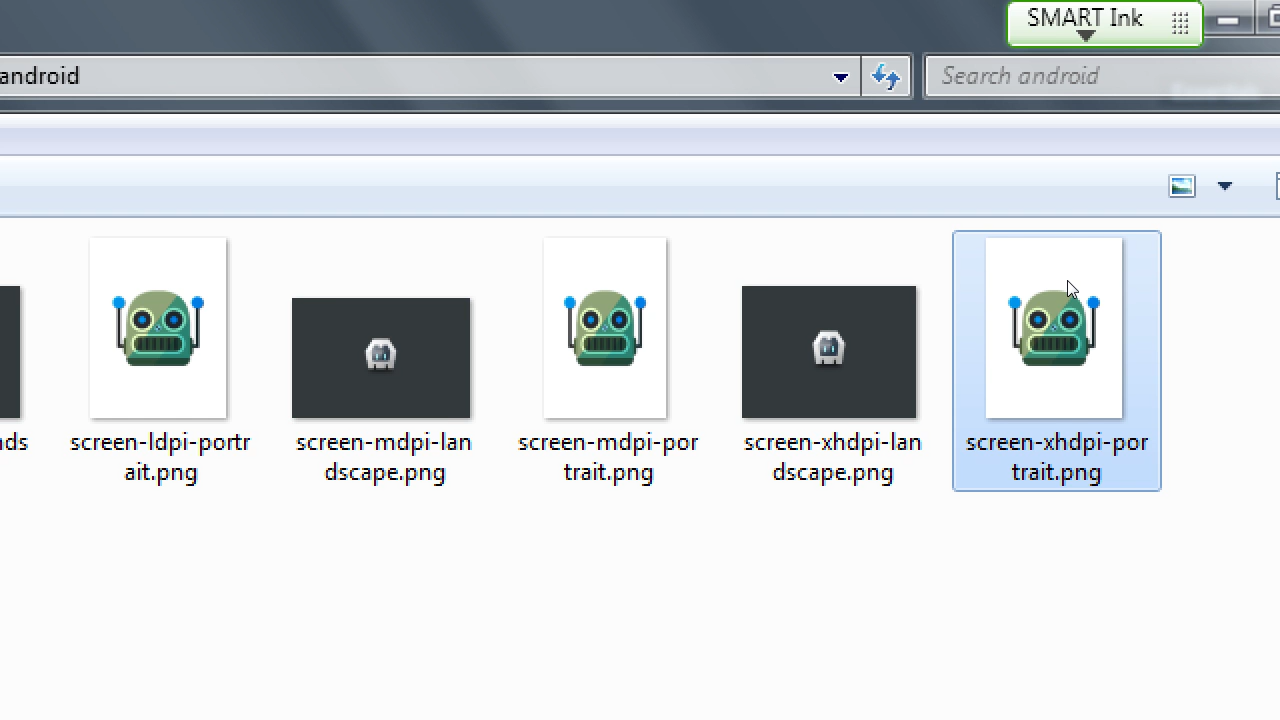 SMART Ink
android
Search android
nds
screen-ldpi-portr
ait.png
screen-mdpi-lan
dscape.png
screen-mdpi-por
trait.png
screen-xhdpi-lan
dscape.png
screen-xhdpi-por
trait.png